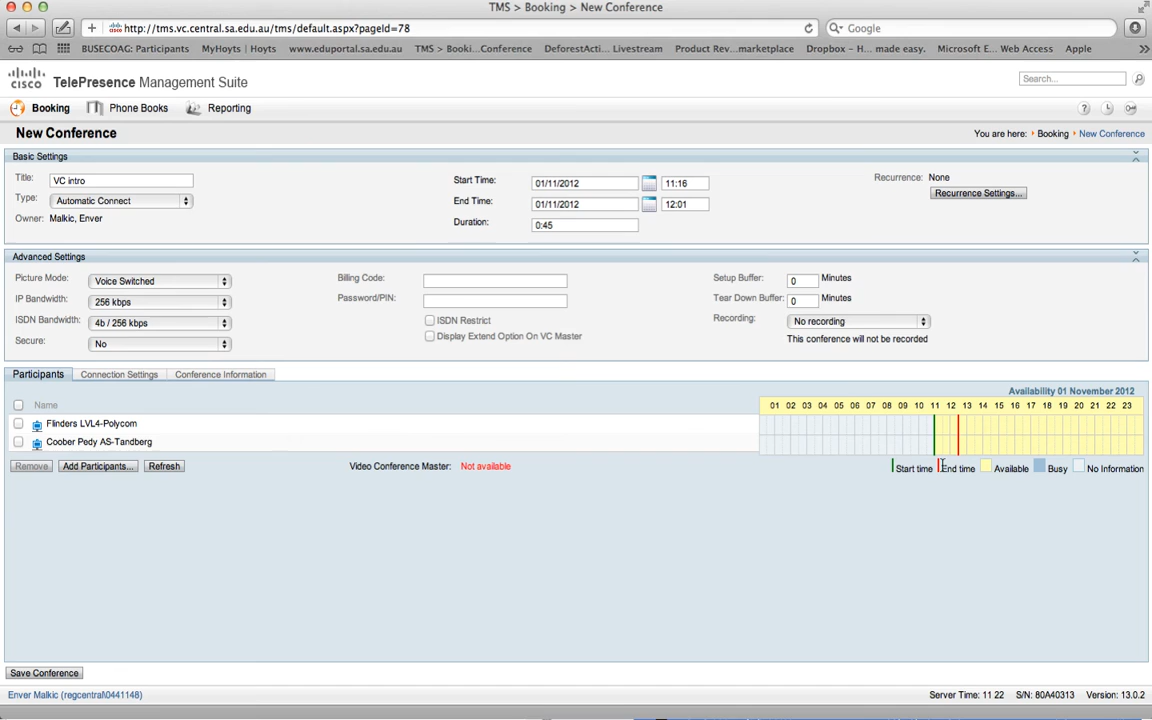 TMS > Booking > New Conference
http://tms.vc.central.sa.edu.au/tms/default.aspx?pageId=78
Google
BUSECOAG: Participants MyHoyts | Hoyts www.eduportal.sa.edu.au TMS > Booki...Conference DeforestActi... Livestream Product Rev...marketplace Dropbox – H... made easy. Microsoft E... Web Access Apple
CISCO TelePresence Management Suite
Search...
Booking Phone Books Reporting
New Conference
You are here: Booking New Conference
Basic Settings
Title: VC intro Start Time: 01/11/2012 11:16 Recurrence: None
Type: Automatic Connect End Time: 01/11/2012 12:01 Recurrence Settings...
Owner: Malkic, Enver Duration: 0:45
Advanced Settings
Picture Mode: Voice Switched Billing Code: Setup Buffer: 0 Minutes
IP Bandwidth: 256 kbps Password/PIN: Tear Down Buffer: 0 Minutes
ISDN Bandwidth: 4b / 256 kbps ISDN Restrict Recording: No recording
Secure: No Display Extend Option On VC Master This conference will not be recorded
Participants Connection Settings Conference Information
Availability 01 November 2012
Name 01 02 03 04 05 06 07 08 09 10 11 12 13 14 15 16 17 18 19 20 21 22 23
Flinders LVL4-Polycom
Coober Pedy AS-Tandberg
Remove Add Participants... Refresh Video Conference Master: Not available Start time End time Available Busy No Information
Save Conference
Enver Malkic (regcentral\0441148) Server Time: 11 22 S/N: 80A40313 Version: 13.0.2